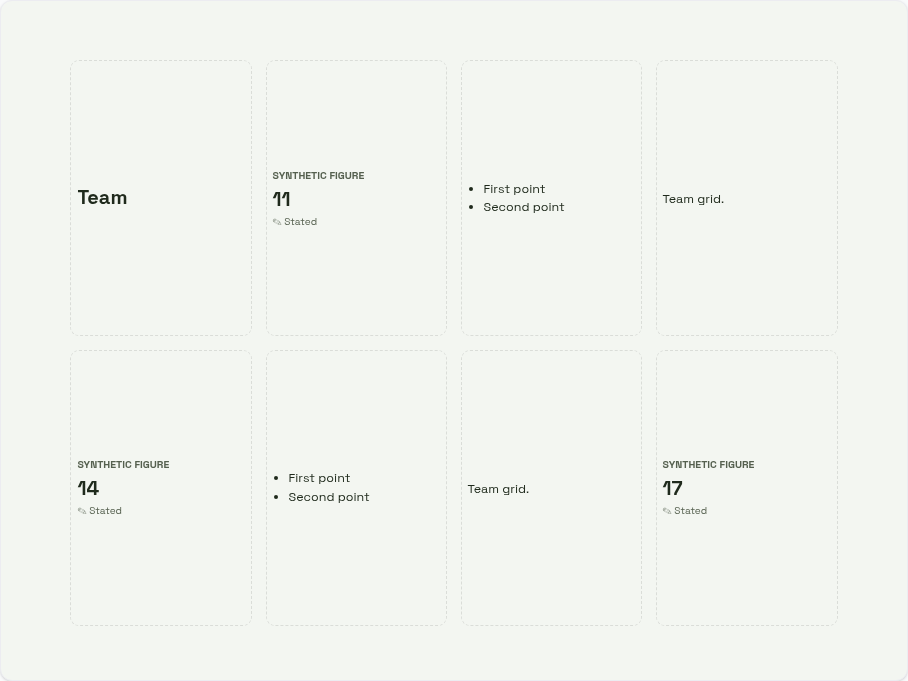 Team
SYNTHETIC FIGURE
11
✎ Stated
• First point
• Second point
Team grid.
SYNTHETIC FIGURE
14
✎ Stated
• First point
• Second point
Team grid.
SYNTHETIC FIGURE
17
✎ Stated